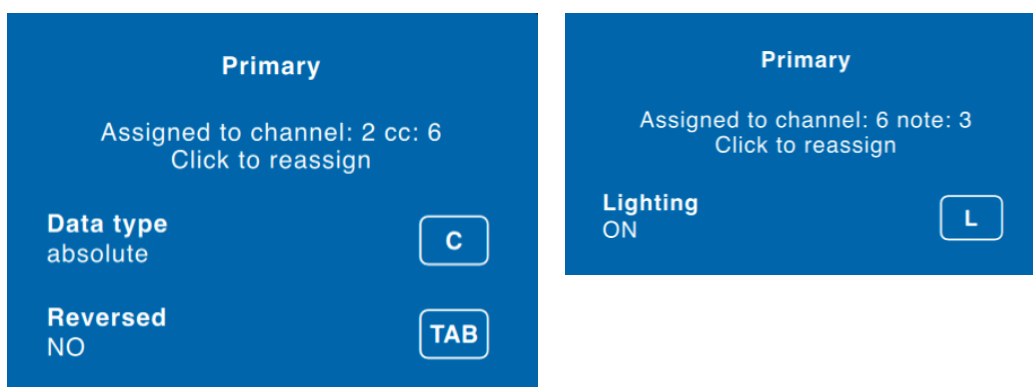 Primary
Assigned to channel: 2 cc: 6
Click to reassign
Data type
absolute
C
Reversed
NO
TAB
Primary
Assigned to channel: 6 note: 3
Click to reassign
Lighting
ON
L